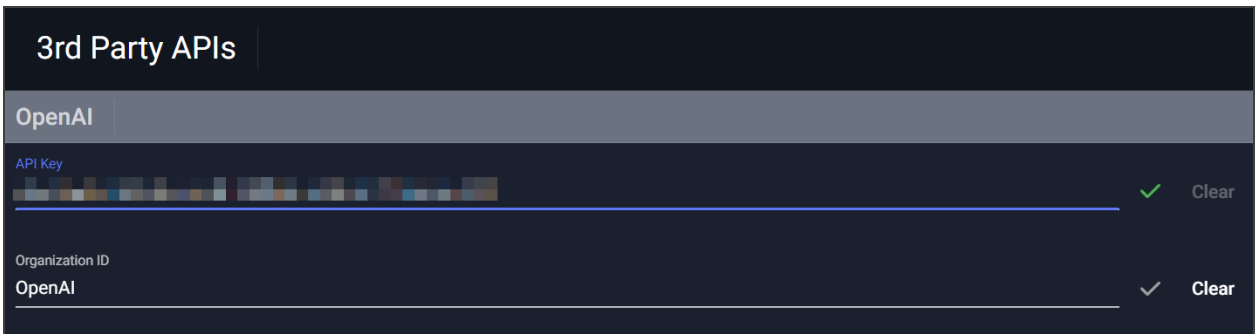 3rd Party APIs
OpenAI
API Key
Clear
Organization ID
OpenAI
Clear